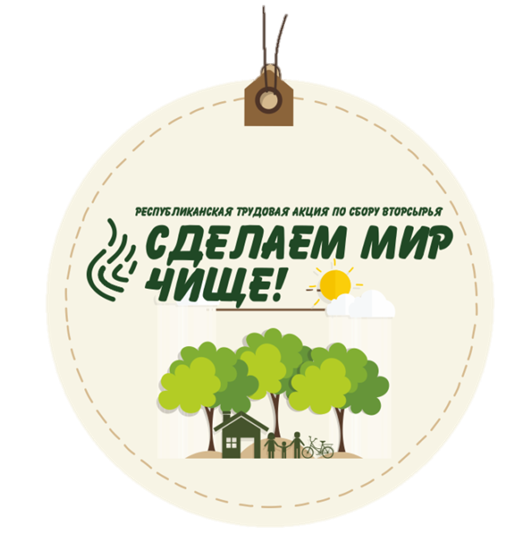 РЕСПУБЛИКАНСКАЯ ТРУДОВАЯ АКЦИЯ ПО СБОРУ ВТОРСЫРЬЯ
СДЕЛАЕМ МИР
ЧИЩЕ!